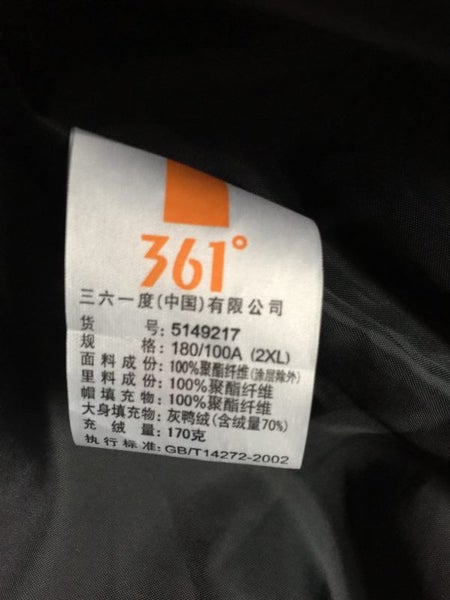 361°
三六一度(中国)有限公司
货 号: 5149217
规 格: 180/100A (2XL)
面料成份: 100%聚酯纤维(涂层除外)
里料成份: 100%聚酯纤维
帽填充物: 100%聚酯纤维
大身填充物: 灰鸭绒(含绒量70%)
充 绒 量: 170克
执行标准: GB/T14272-2002